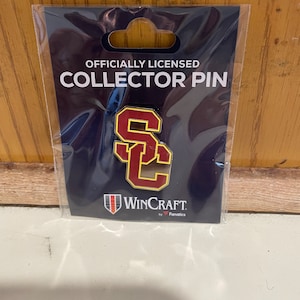 OFFICIALLY LICENSED
COLLECTOR PIN
SC
WINCRAFT
by Fanatics